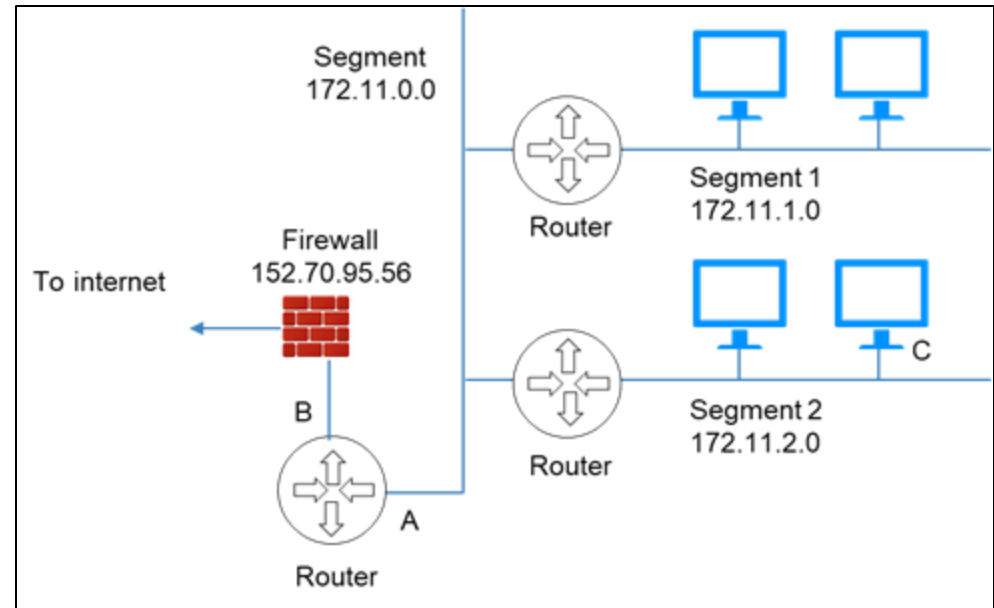 Segment
172.11.0.0
Router
Segment 1
172.11.1.0
Firewall
152.70.95.56
To internet
B
Router
A
Router
C
Segment 2
172.11.2.0